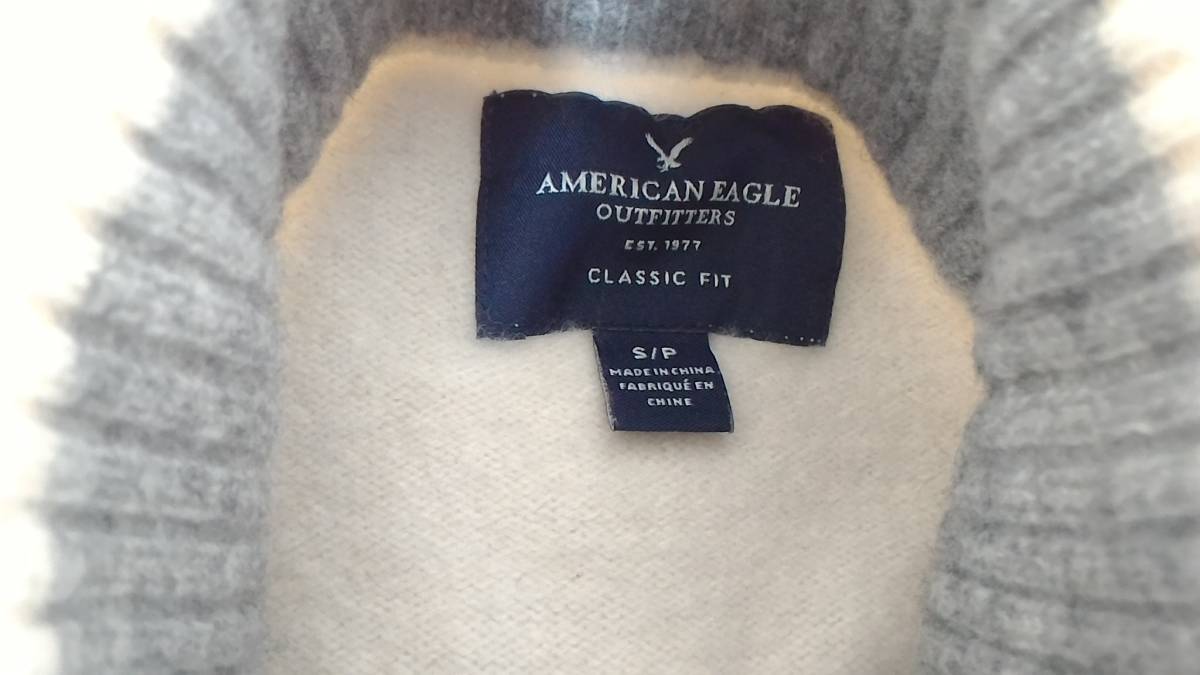 AMERICAN EAGLE
OUTFITTERS
EST. 1977
CLASSIC FIT
S/P
MADE IN CHINA
FABRIQUÉ EN
CHINE